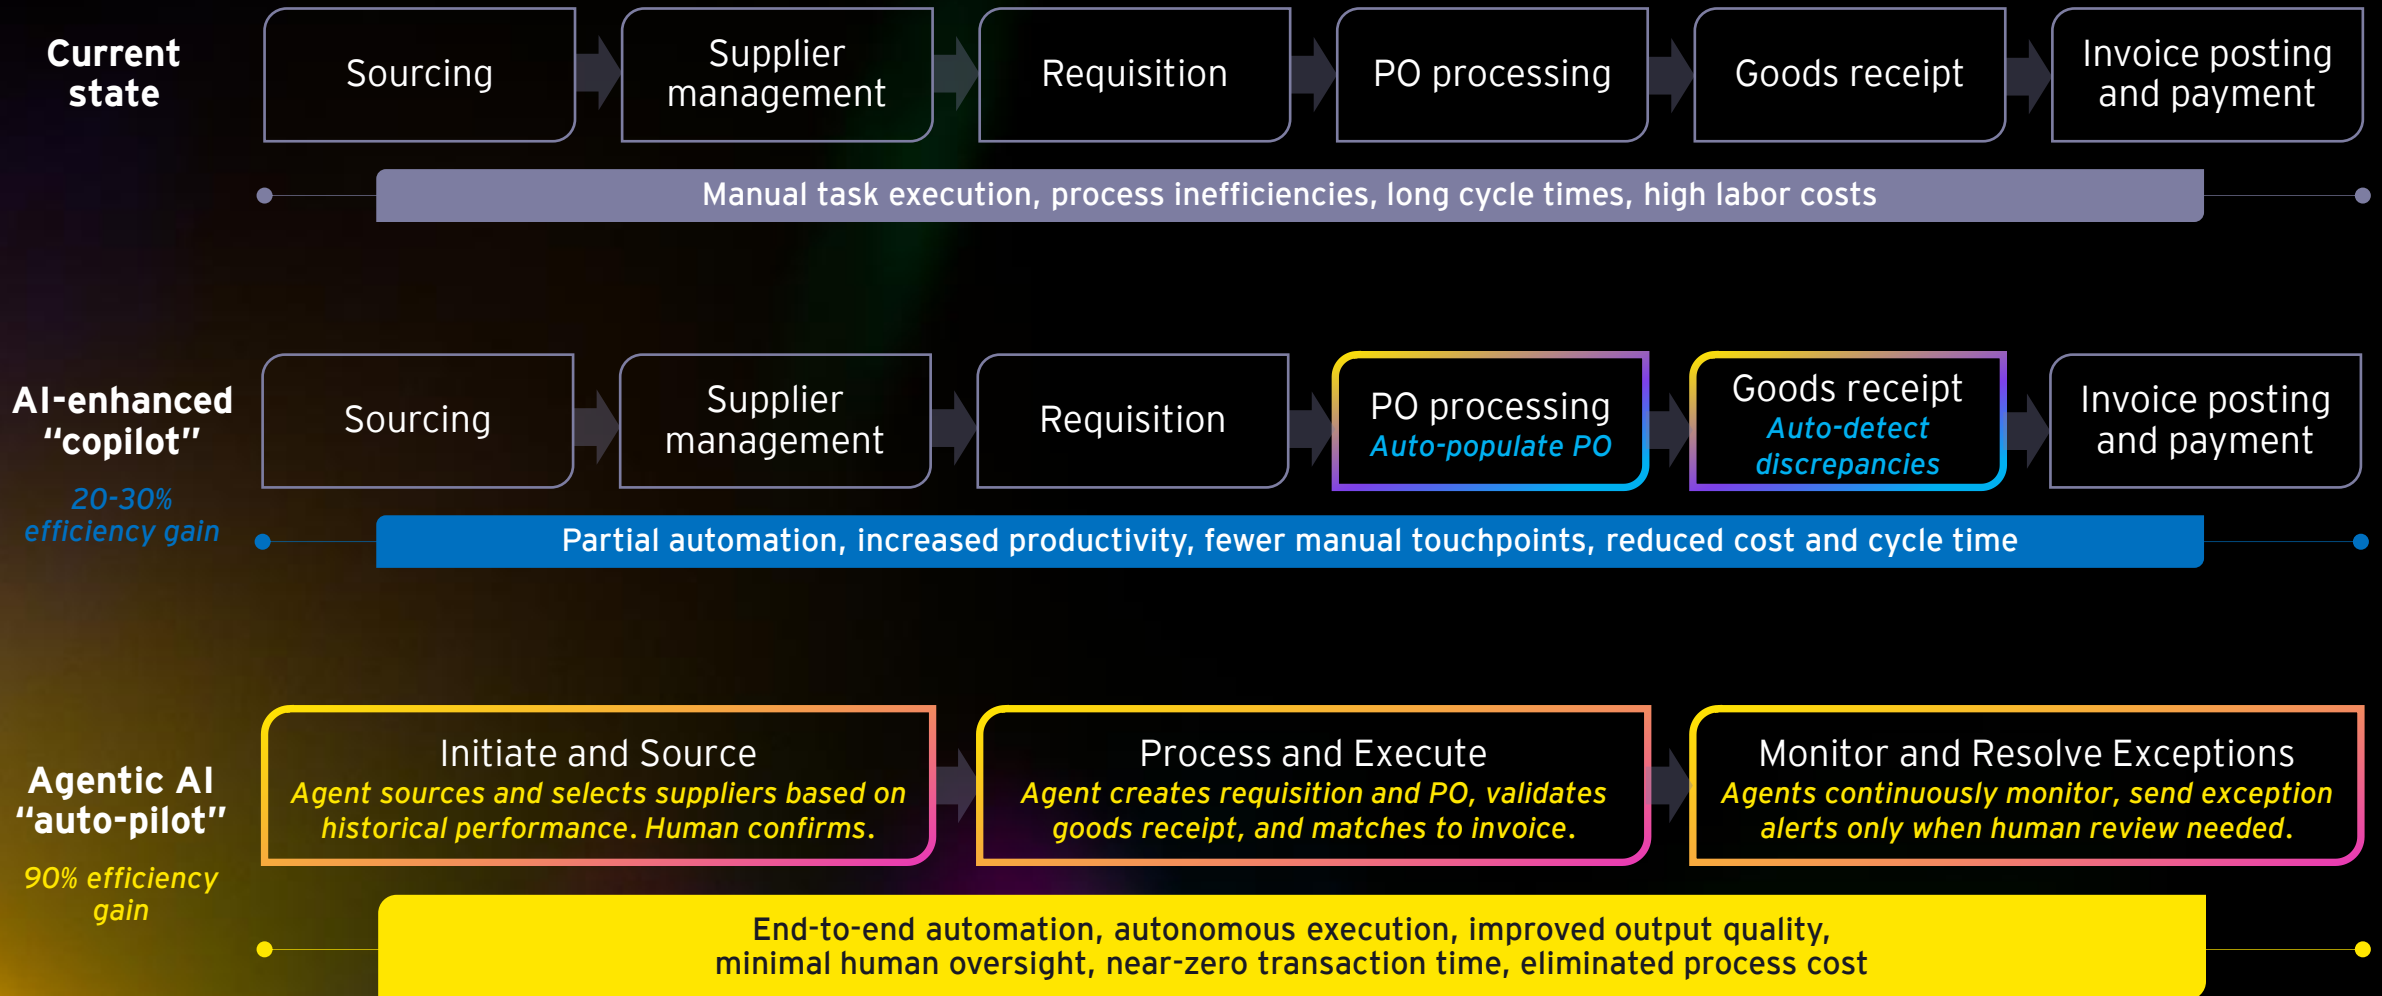 Current
state
Sourcing
Supplier
management
Requisition
PO processing
Goods receipt
Invoice posting
and payment
Manual task execution, process inefficiencies, long cycle times, high labor costs
AI-enhanced
“copilot”
20-30%
efficiency gain
Sourcing
Supplier
management
Requisition
PO processing
Auto-populate PO
Goods receipt
Auto-detect
discrepancies
Invoice posting
and payment
Partial automation, increased productivity, fewer manual touchpoints, reduced cost and cycle time
Agentic AI
“auto-pilot”
90% efficiency
gain
Initiate and Source
Agent sources and selects suppliers based on
historical performance. Human confirms.
Process and Execute
Agent creates requisition and PO, validates
goods receipt, and matches to invoice.
Monitor and Resolve Exceptions
Agents continuously monitor, send exception
alerts only when human review needed.
End-to-end automation, autonomous execution, improved output quality,
minimal human oversight, near-zero transaction time, eliminated process cost